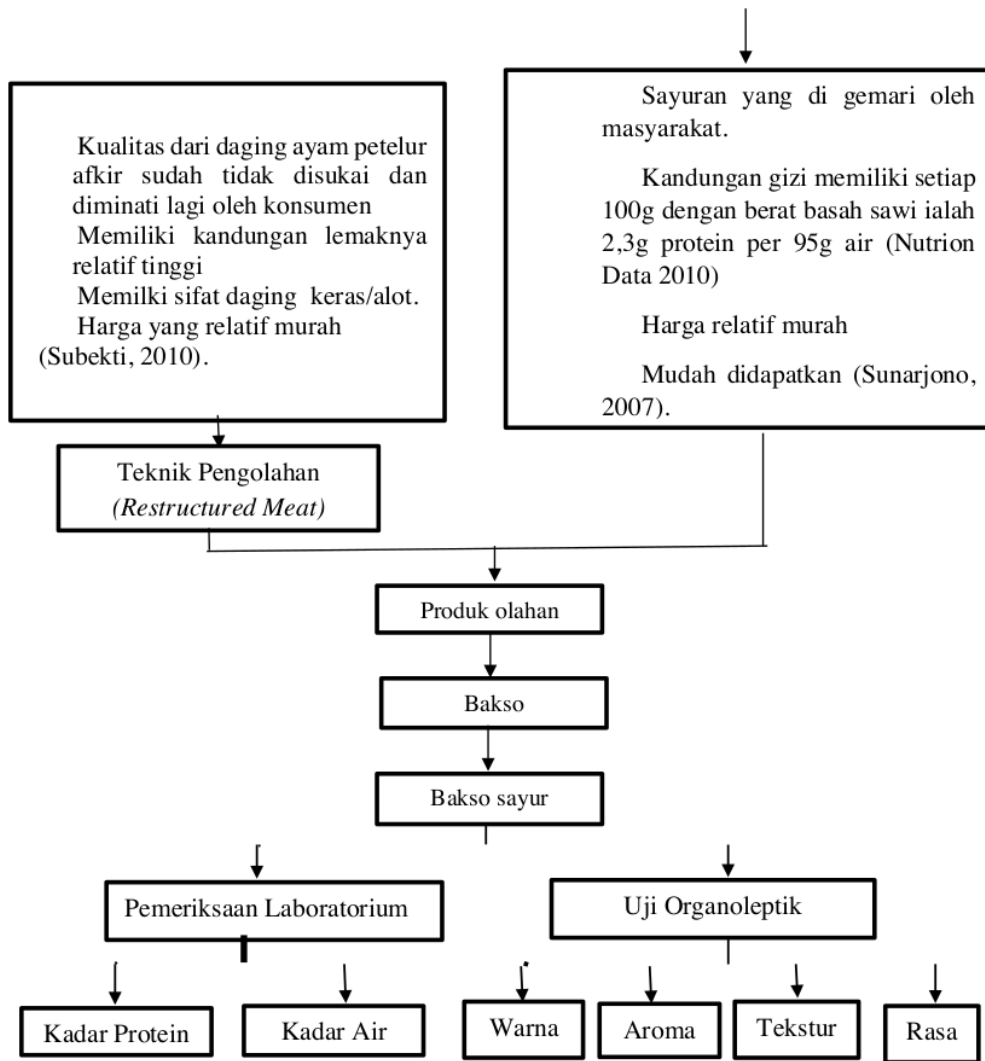 Kualitas dari daging ayam petelur
afkir sudah tidak disukai dan
diminati lagi oleh konsumen
Memiliki kandungan lemaknya
relatif tinggi
Memilki sifat daging keras/alot.
Harga yang relatif murah
(Subekti, 2010).
Sayuran yang di gemari oleh
masyarakat.
Kandungan gizi memiliki setiap
100g dengan berat basah sawi ialah
2,3g protein per 95g air (Nutrion
Data 2010)
Harga relatif murah
Mudah didapatkan (Sunarjono,
2007).
Teknik Pengolahan
(Restructured Meat)
Produk olahan
Bakso
Bakso sayur
Pemeriksaan Laboratorium
Uji Organoleptik
Kadar Protein
Kadar Air
Warna
Aroma
Tekstur
Rasa